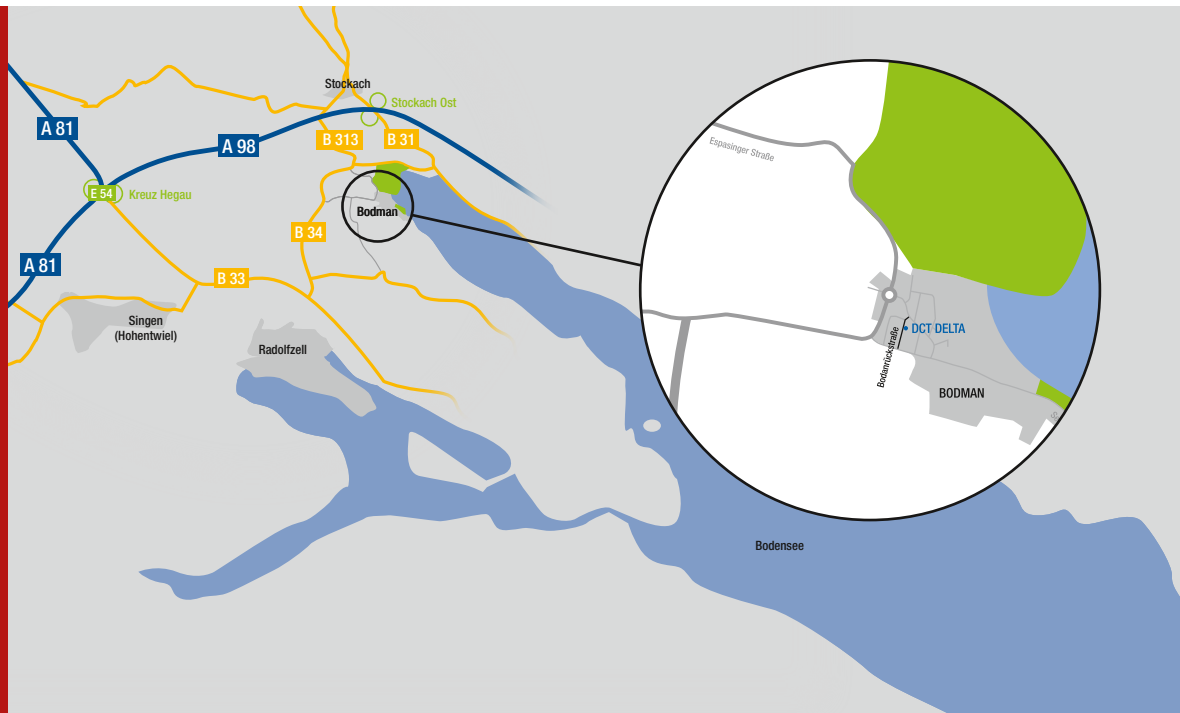 Stockach
Stockach Ost
A 81
A 98
B 313
B 31
E 54
Kreuz Hegau
Bodman
B 34
A 81
B 33
Singen
(Hohentwiel)
Radolfzell
Bodensee
Espasinger Straße
DCT DELTA
Bodanrückstraße
BODMAN